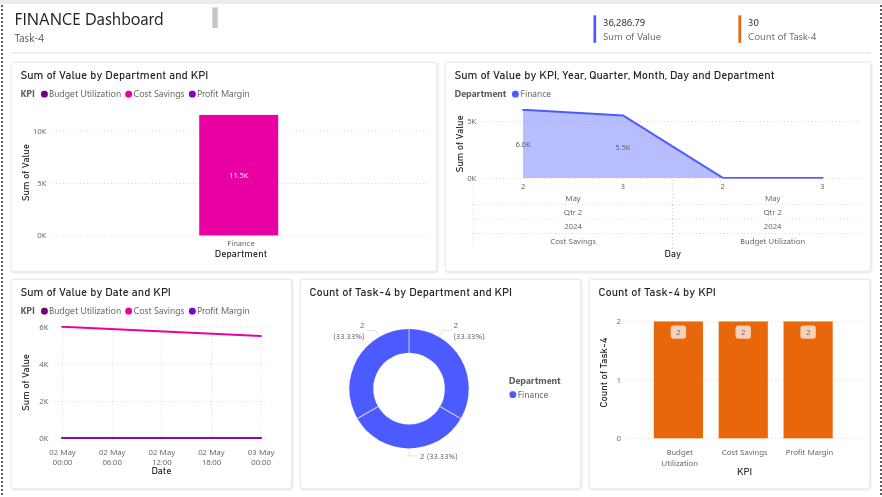 FINANCE Dashboard
Task-4
36,286.79
Sum of Value
30
Count of Task-4
Sum of Value by Department and KPI
KPI Budget Utilization Cost Savings Profit Margin
Sum of Value
10K
5K
0K
11.5K
Finance
Department
Sum of Value by KPI, Year, Quarter, Month, Day and Department
Department Finance
Sum of Value
5K
0K
6.0K
5.5K
2 3 2 3
May May
Qtr 2 Qtr 2
2024 2024
Cost Savings Budget Utilization
Day
Sum of Value by Date and KPI
KPI Budget Utilization Cost Savings Profit Margin
Sum of Value
6K
4K
2K
0K
02 May 02 May 02 May 02 May 03 May
00:00 06:00 12:00 18:00 00:00
Date
Count of Task-4 by Department and KPI
2
(33.33%)
2
(33.33%)
2 (33.33%)
Department
Finance
Count of Task-4 by KPI
Count of Task-4
2
1
0
2 2 2
Budget Cost Savings Profit Margin
Utilization
KPI